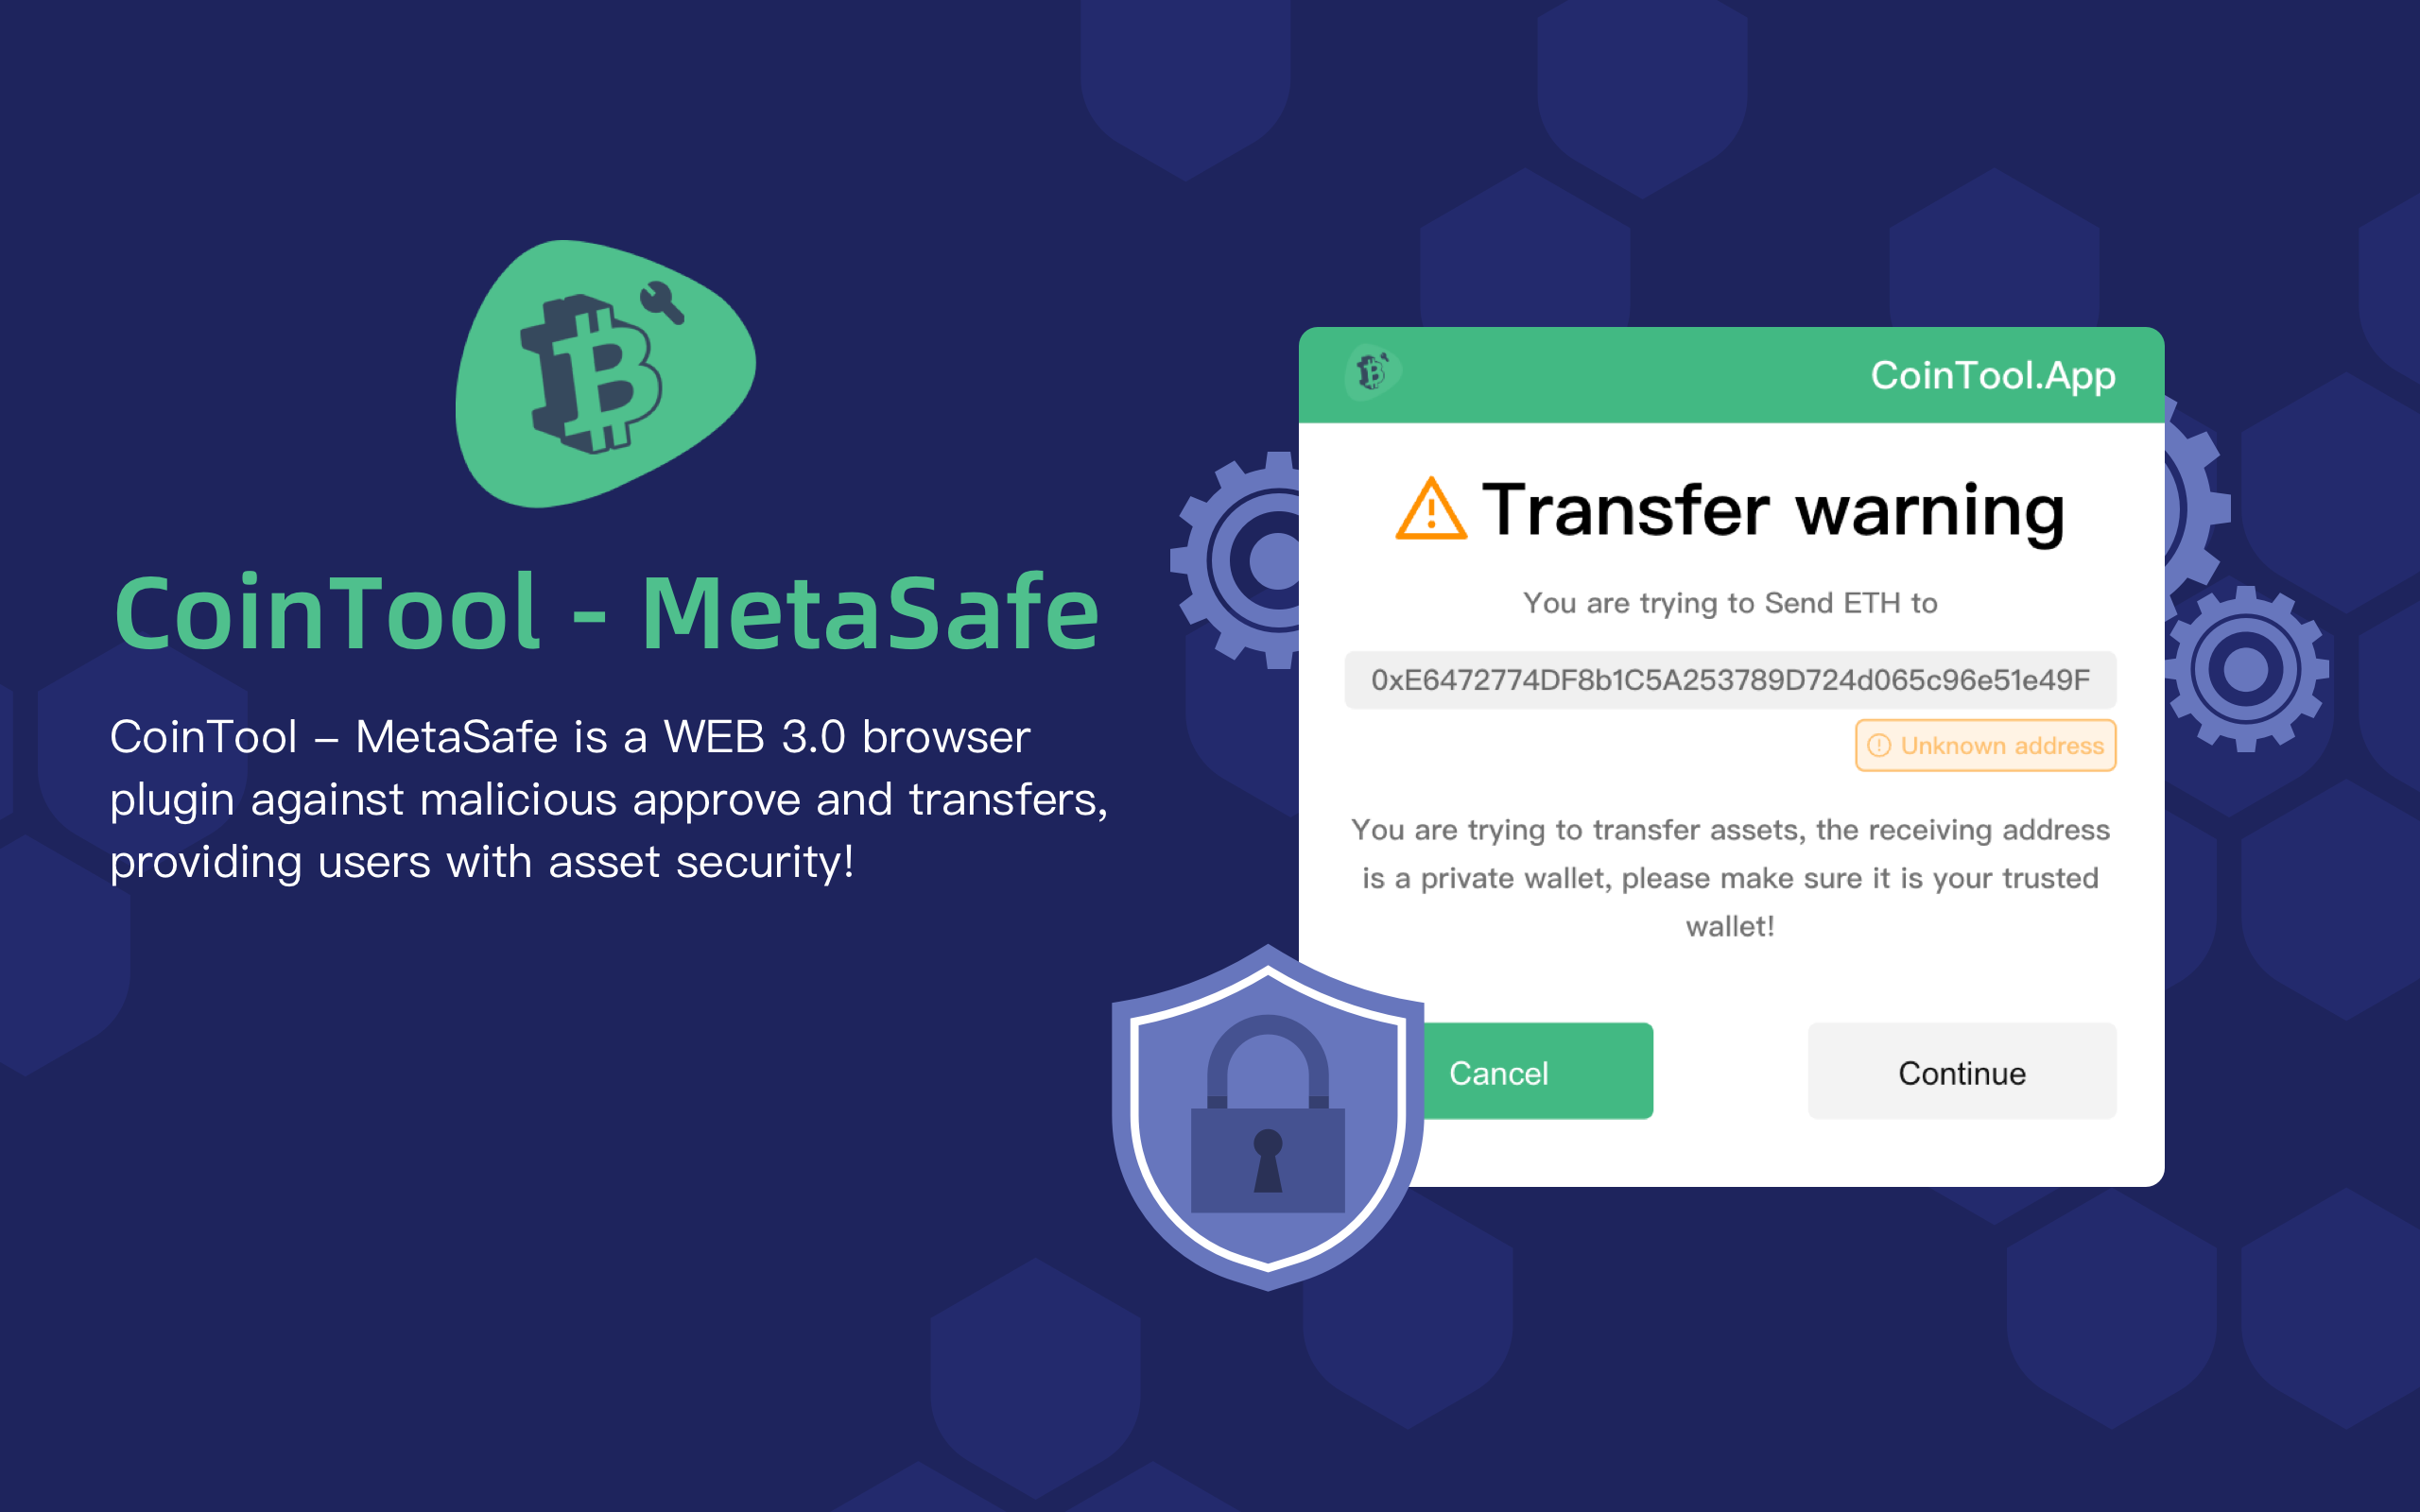 CoinTool - MetaSafe
CoinTool – MetaSafe is a WEB 3.0 browser
plugin against malicious approve and transfers,
providing users with asset security!
CoinTool.App
Transfer warning
You are trying to Send ETH to
0xE6472774DF8b1C5A253789D724d065c96e51e49F
Unknown address
You are trying to transfer assets, the receiving address
is a private wallet, please make sure it is your trusted
wallet!
Cancel
Continue